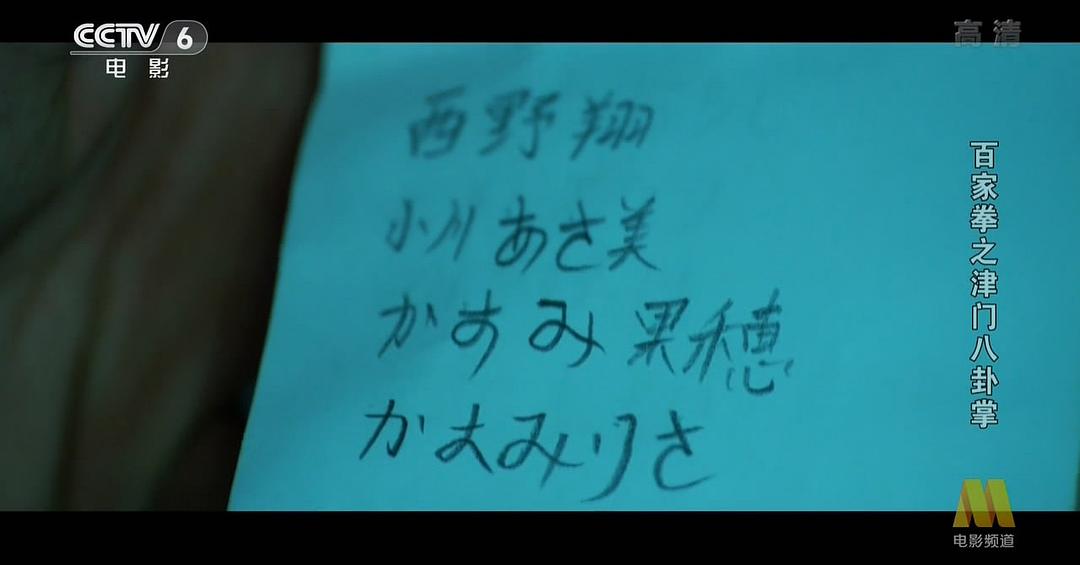 CCTV 6
电影
高清
西野翔
小川あさ美
かすみ果穂
かすみりさ
百家拳之津门八卦掌
电影频道